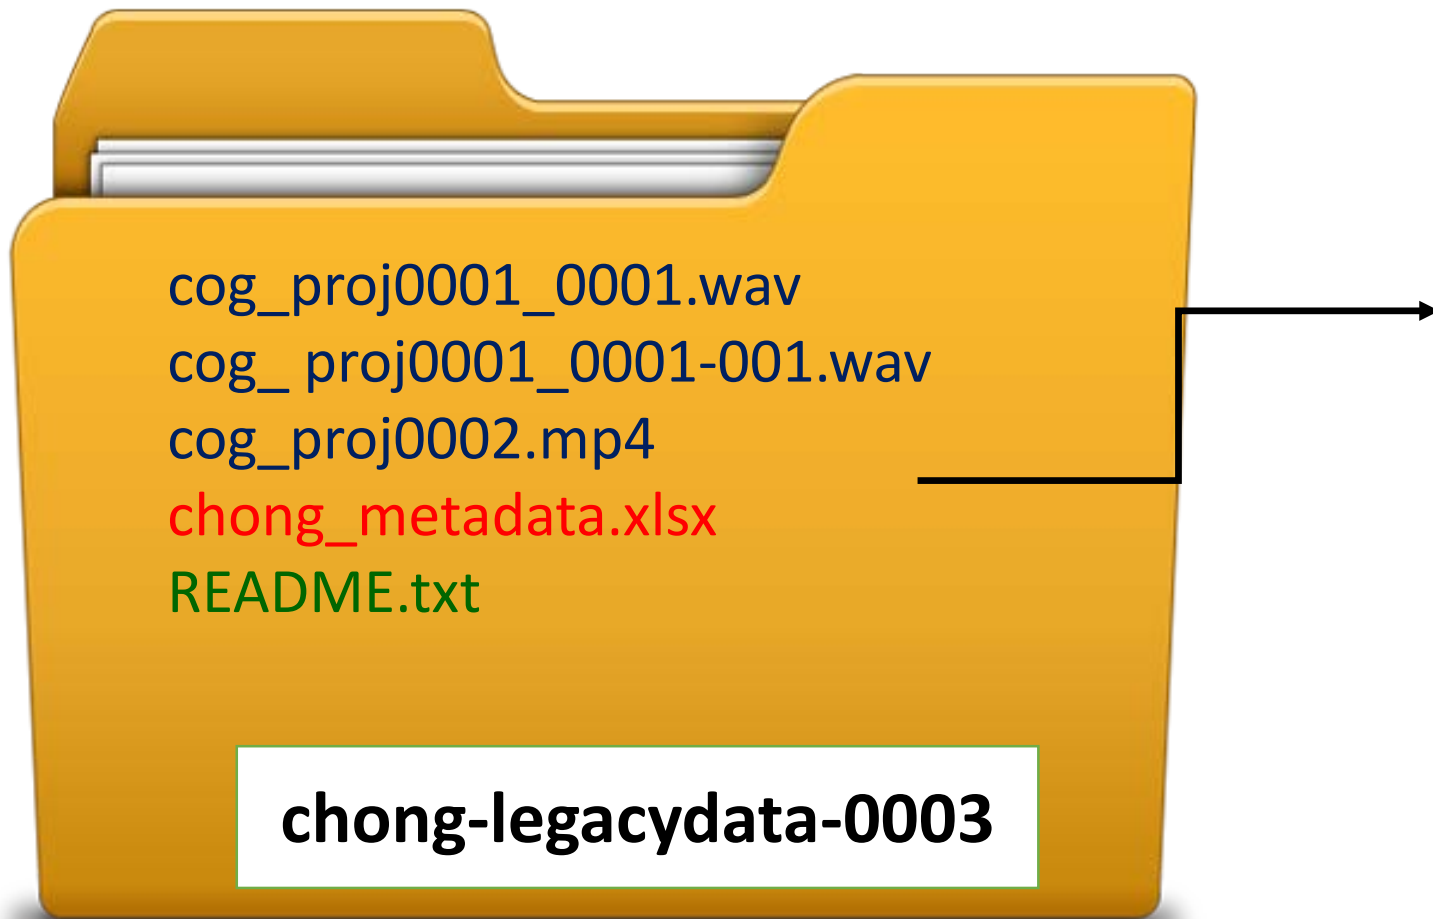 cog_proj0001_0001.wav
cog_ proj0001_0001-001.wav
cog_proj0002.mp4
chong_metadata.xlsx
README.txt
chong-legacydata-0003